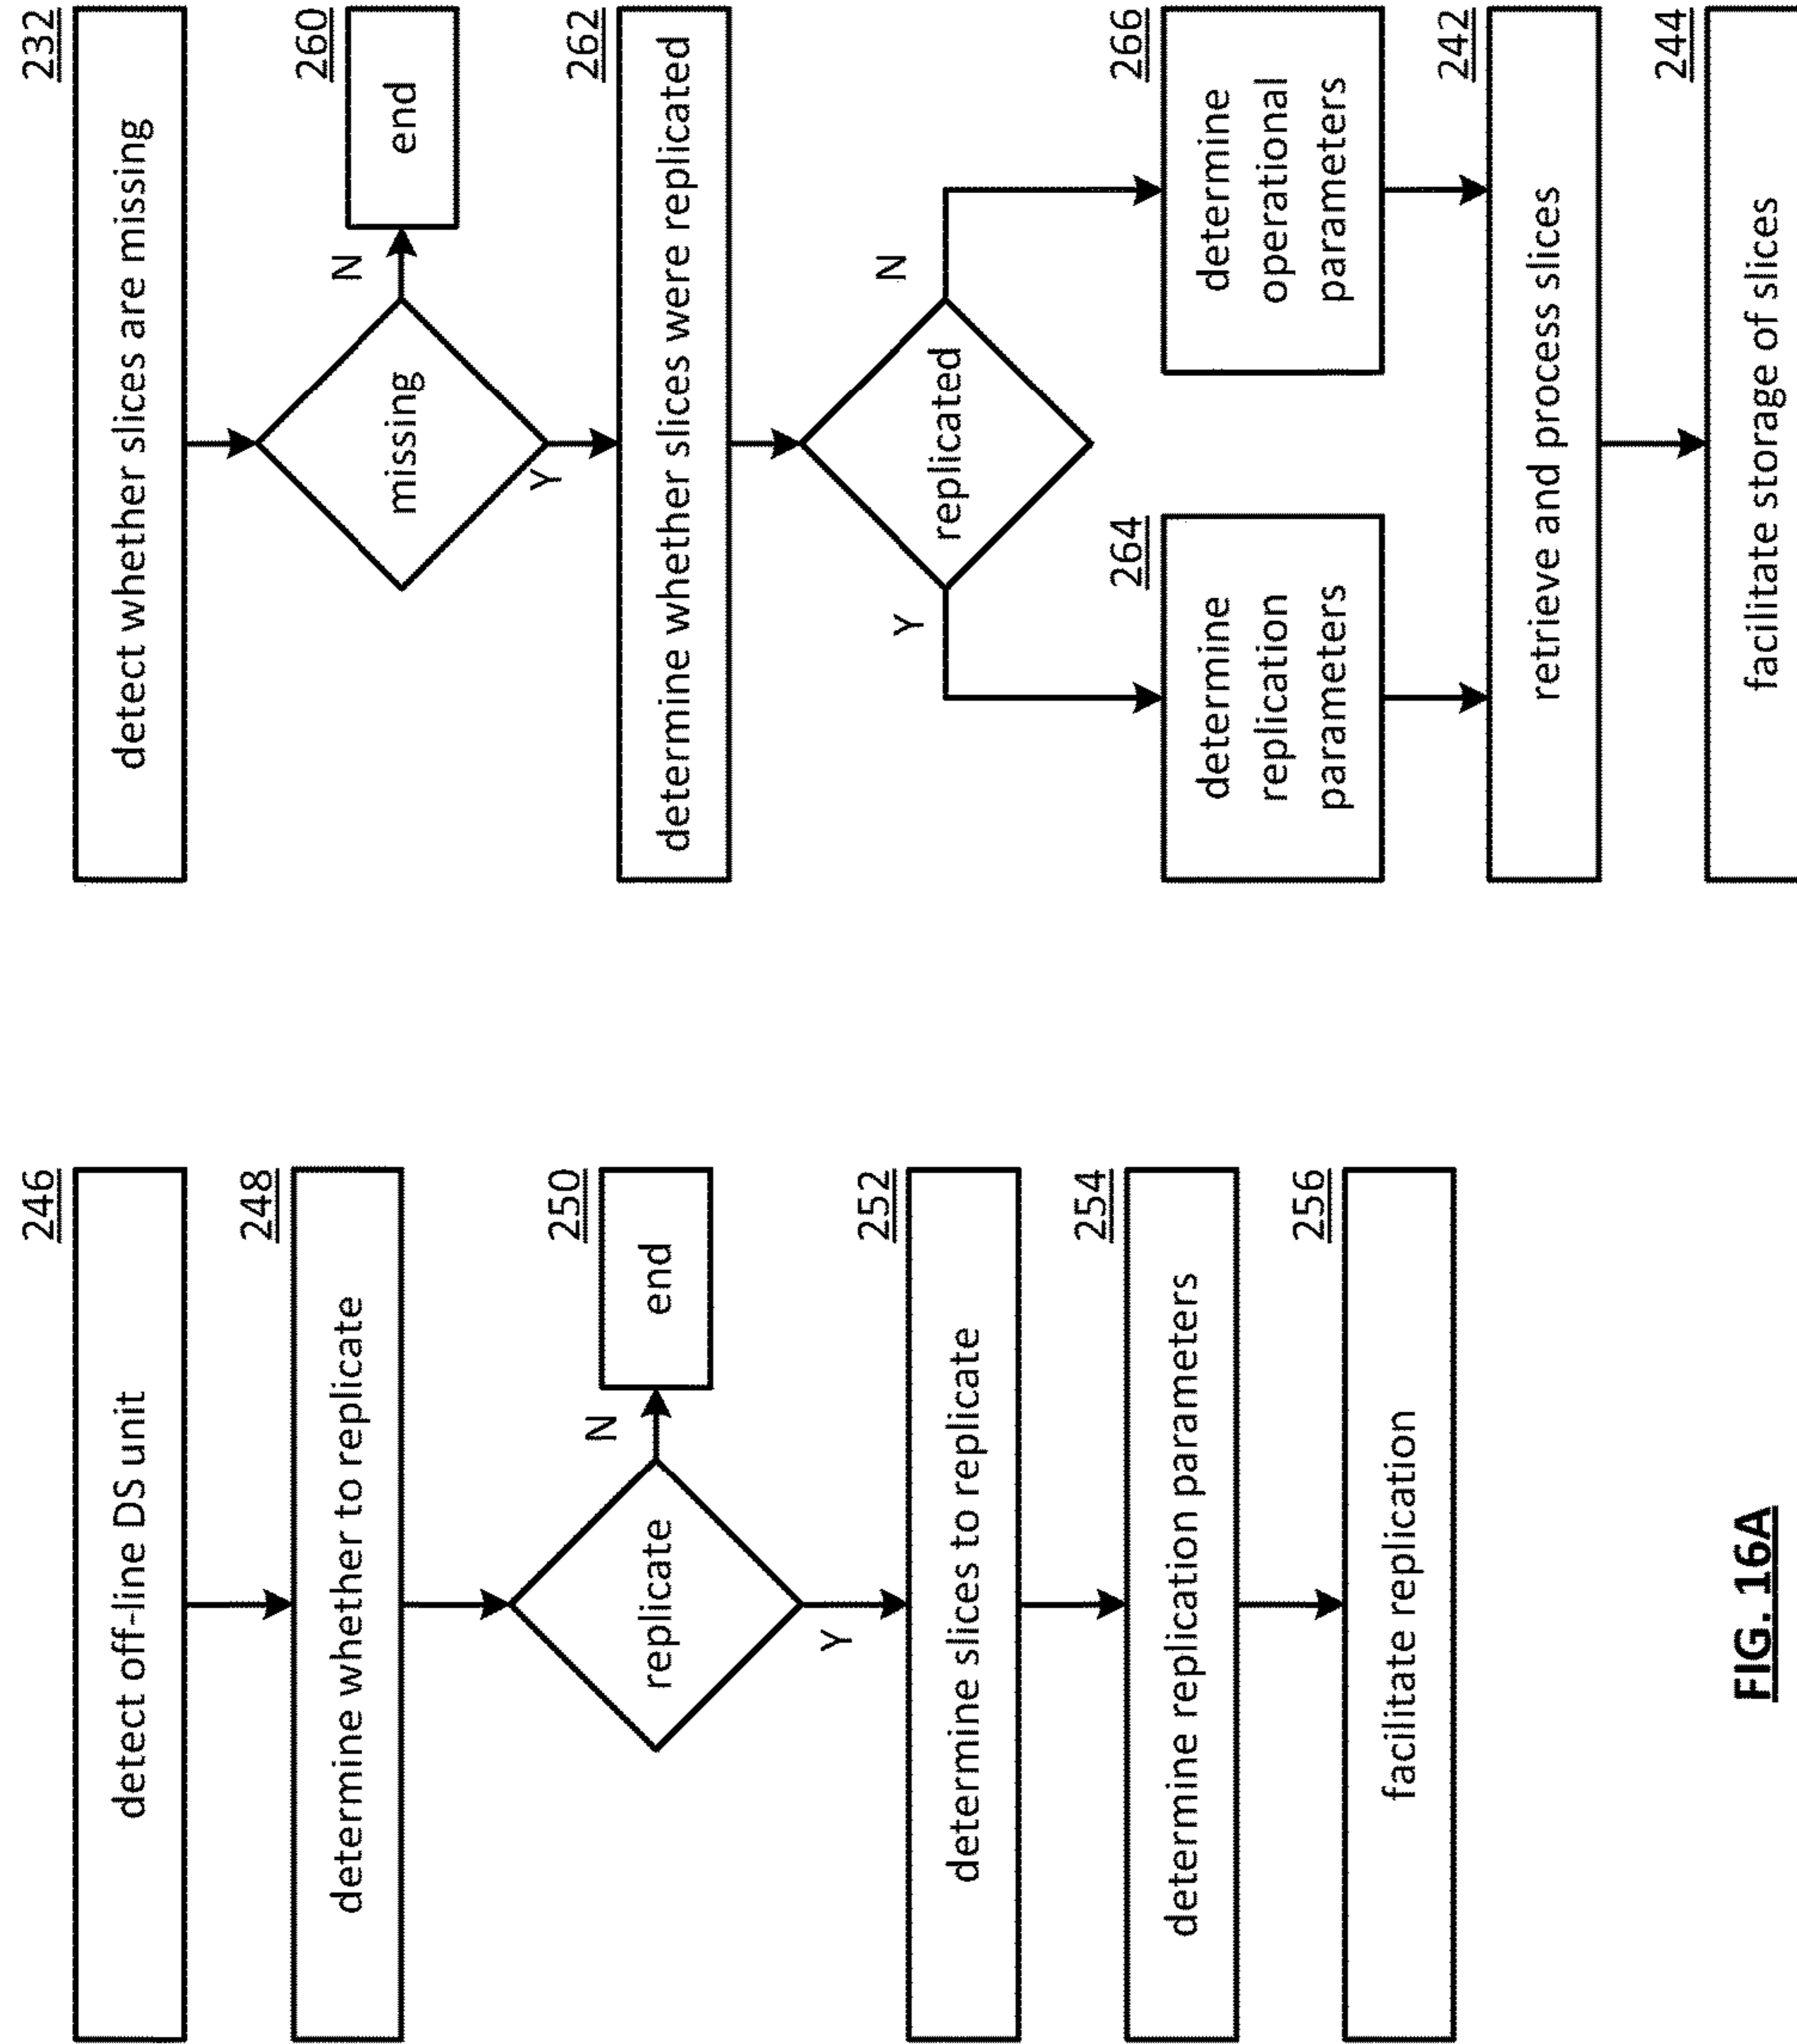 246
detect off-line DS unit
248
determine whether to replicate
replicate
N
250
end
Y
252
determine slices to replicate
254
determine replication parameters
256
facilitate replication
FIG. 16A
232
detect whether slices are missing
missing
N
260
end
Y
262
determine whether slices were replicated
replicated
Y
N
264
determine
replication
parameters
266
determine
operational
parameters
242
retrieve and process slices
244
facilitate storage of slices